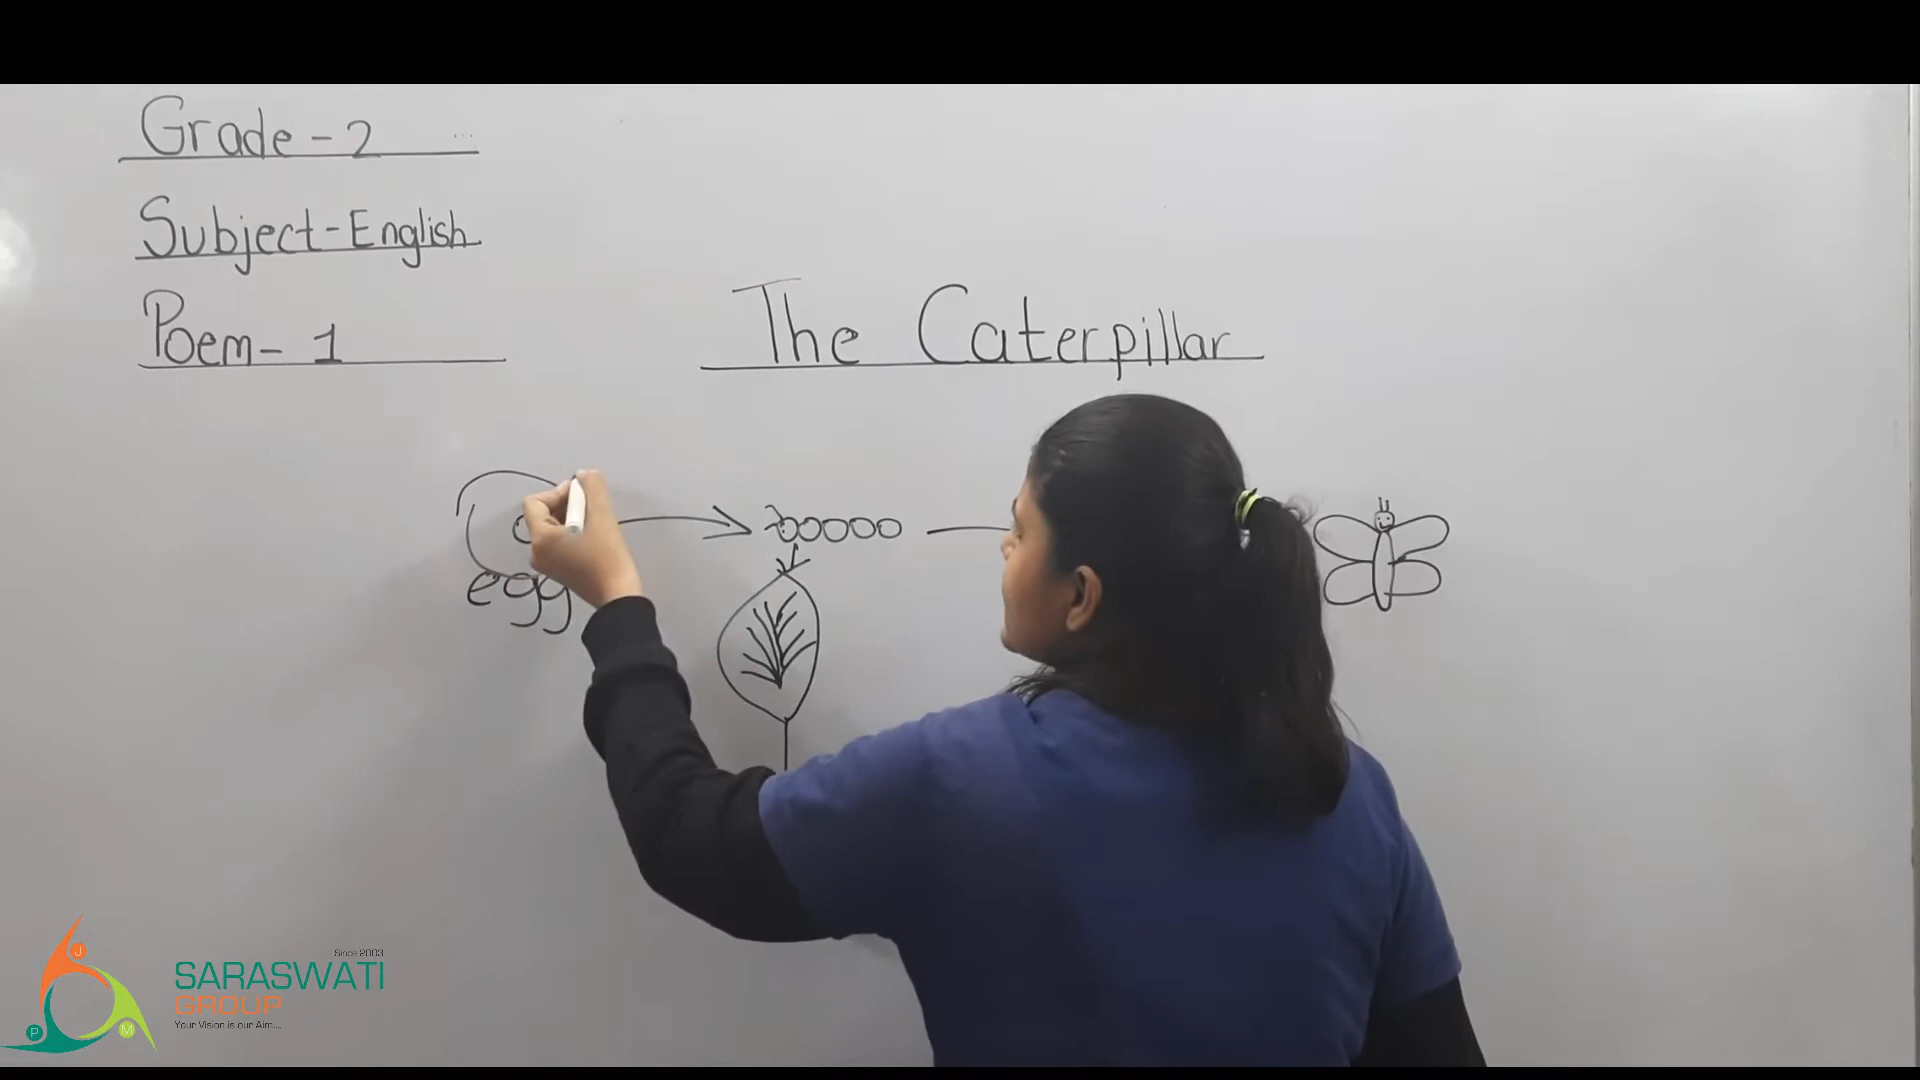 Grade - 2
Subject - English
Poem - 1
The Caterpillar
egg
Since 2003
SARASWATI
GROUP
Your Vision is our Aim....
J
P
M